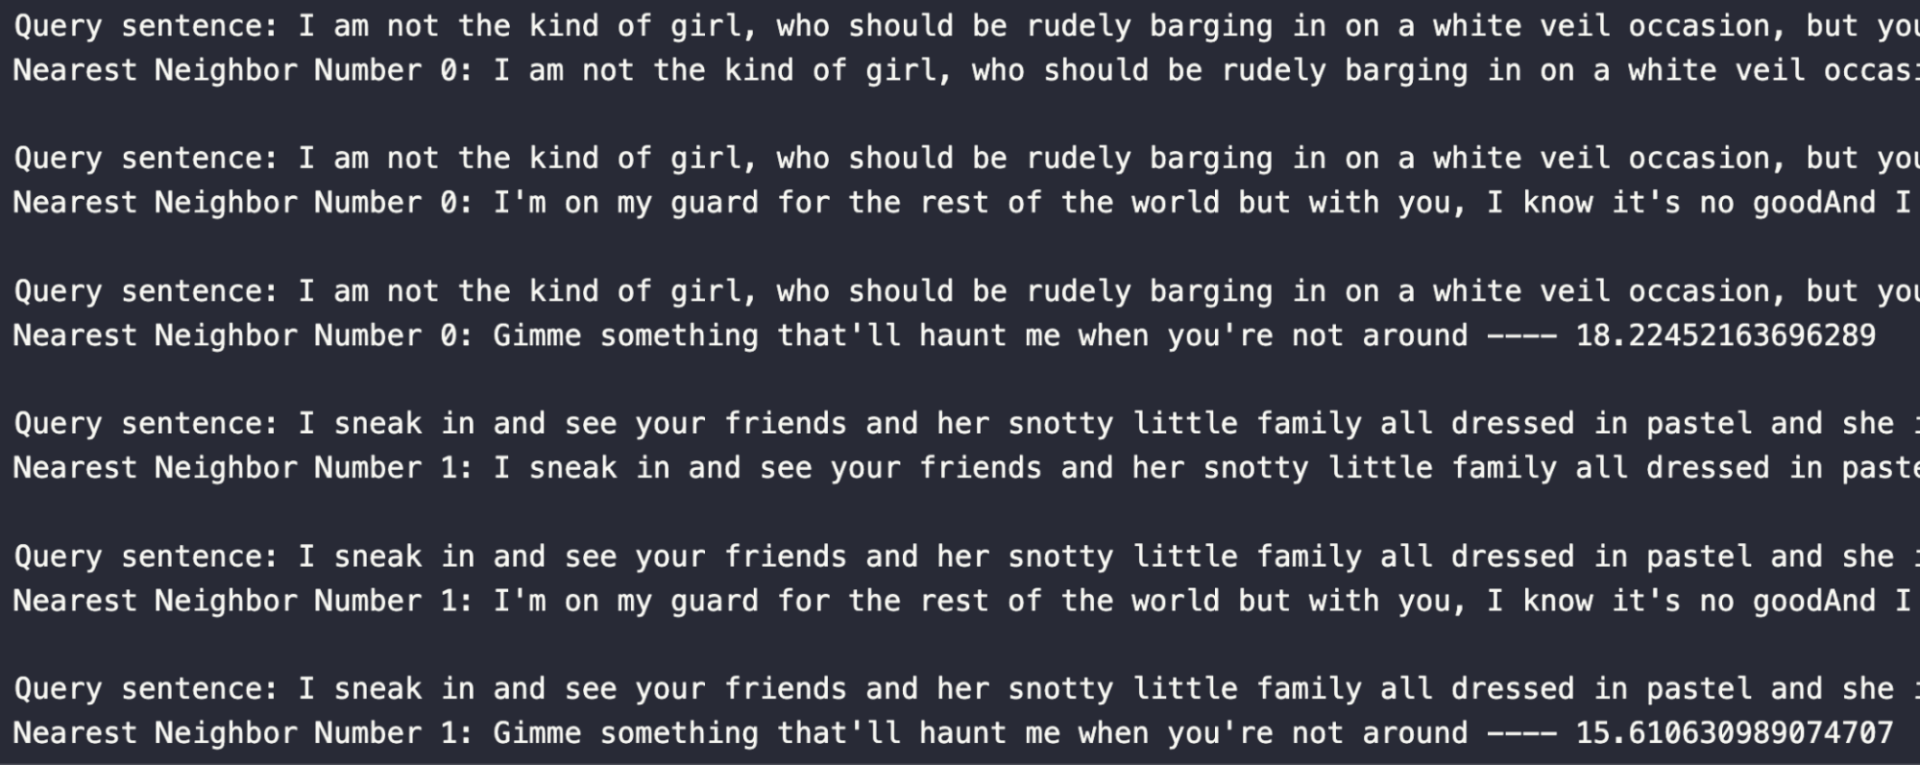 Query sentence: I am not the kind of girl, who should be rudely barging in on a white veil occasion, but you
Nearest Neighbor Number 0: I am not the kind of girl, who should be rudely barging in on a white veil occasi
Query sentence: I am not the kind of girl, who should be rudely barging in on a white veil occasion, but you
Nearest Neighbor Number 0: I'm on my guard for the rest of the world but with you, I know it's no goodAnd I
Query sentence: I am not the kind of girl, who should be rudely barging in on a white veil occasion, but you
Nearest Neighbor Number 0: Gimme something that'll haunt me when you're not around ---- 18.22452163696289
Query sentence: I sneak in and see your friends and her snotty little family all dressed in pastel and she i
Nearest Neighbor Number 1: I sneak in and see your friends and her snotty little family all dressed in paste
Query sentence: I sneak in and see your friends and her snotty little family all dressed in pastel and she i
Nearest Neighbor Number 1: I'm on my guard for the rest of the world but with you, I know it's no goodAnd I
Query sentence: I sneak in and see your friends and her snotty little family all dressed in pastel and she i
Nearest Neighbor Number 1: Gimme something that'll haunt me when you're not around ---- 15.610630989074707